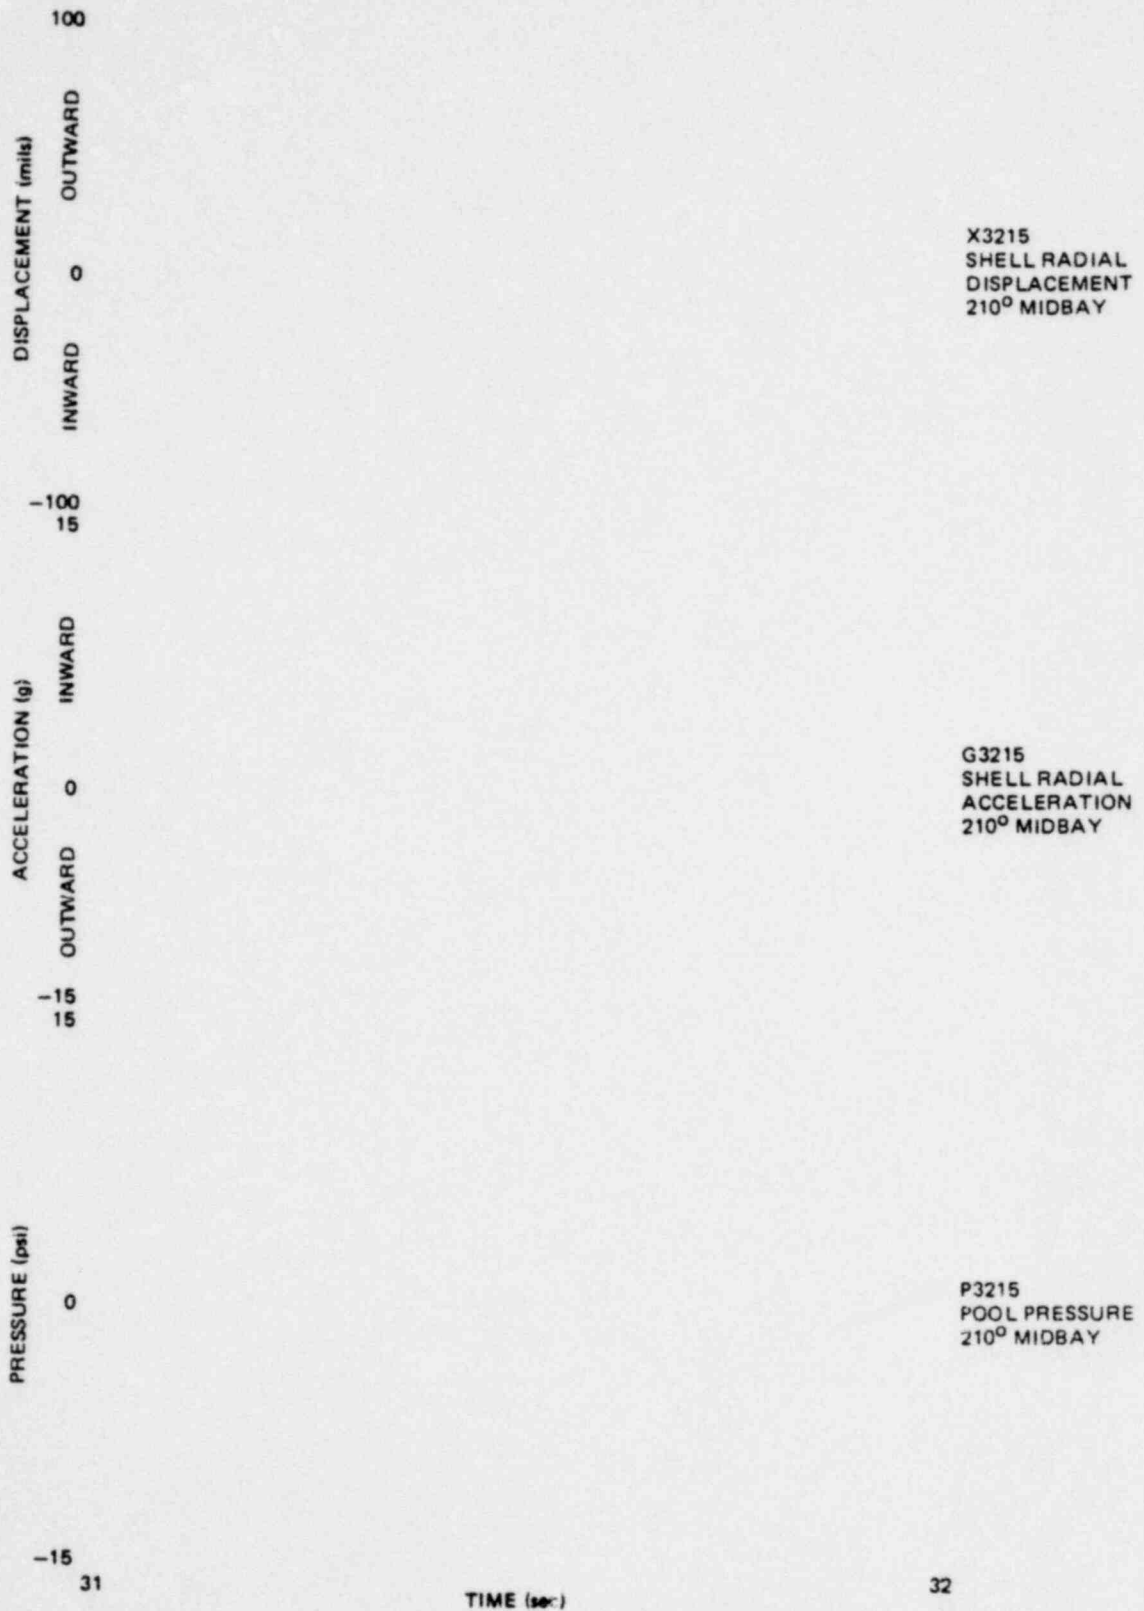 100
DISPLACEMENT (mils)
OUTWARD
0
INWARD
-100
X3215
SHELL RADIAL
DISPLACEMENT
210° MIDBAY
15
ACCELERATION (g)
INWARD
0
OUTWARD
-15
G3215
SHELL RADIAL
ACCELERATION
210° MIDBAY
15
PRESSURE (psi)
0
-15
P3215
POOL PRESSURE
210° MIDBAY
31
32
TIME (sec)